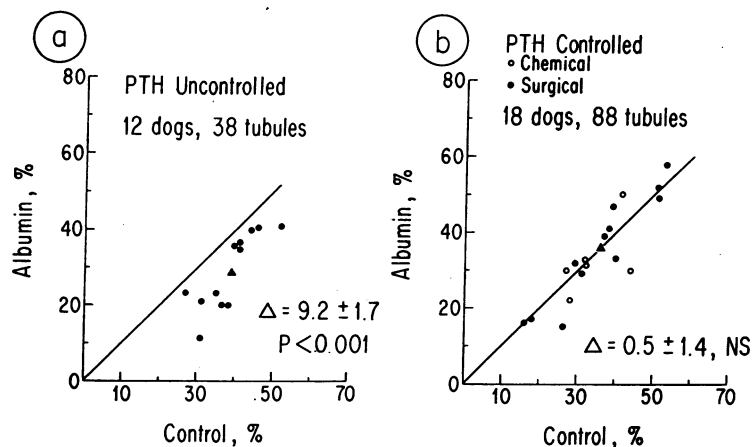 a
PTH Uncontrolled
12 dogs, 38 tubules
80
60
40
20
0
10
30
50
70
Albumin, %
Control, %
Δ = 9.2 ± 1.7
P<0.001
b
PTH Controlled
o Chemical
• Surgical
18 dogs, 88 tubules
80
60
40
20
0
10
30
50
70
Albumin, %
Control, %
Δ = 0.5 ± 1.4, NS